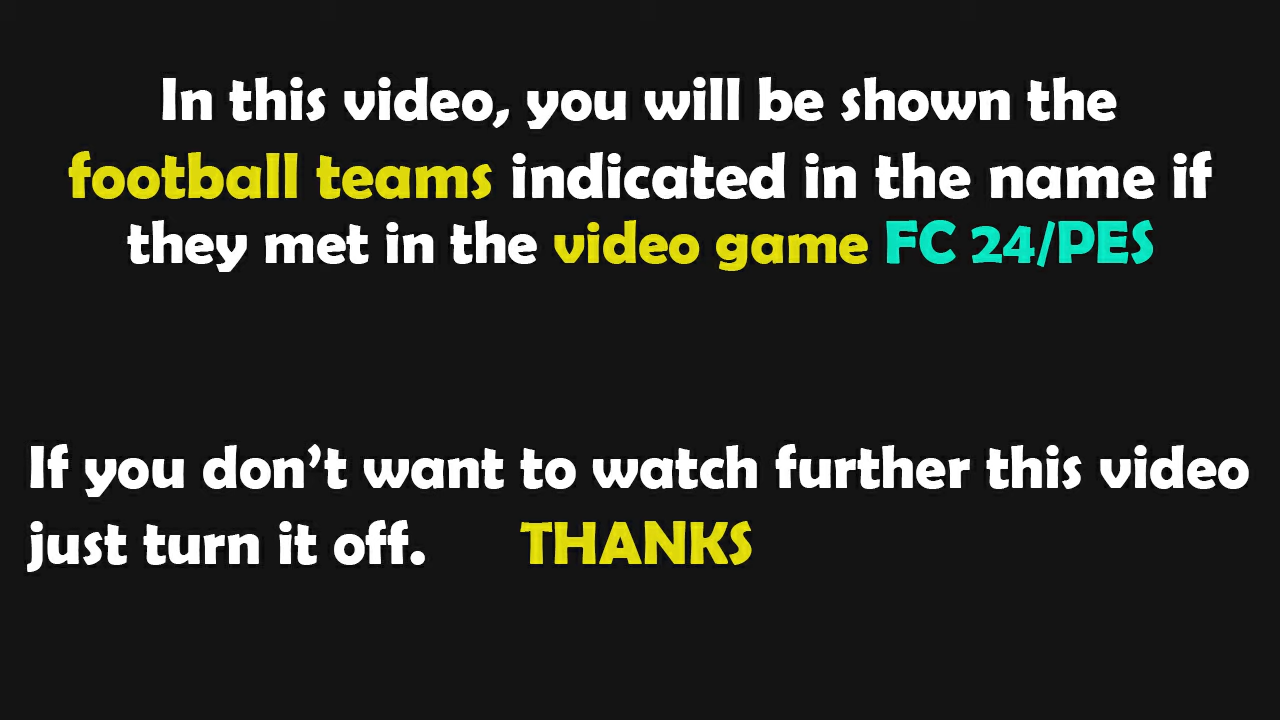 In this video, you will be shown the
football teams indicated in the name if
they met in the video game FC 24/PES
If you don’t want to watch further this video
just turn it off. THANKS